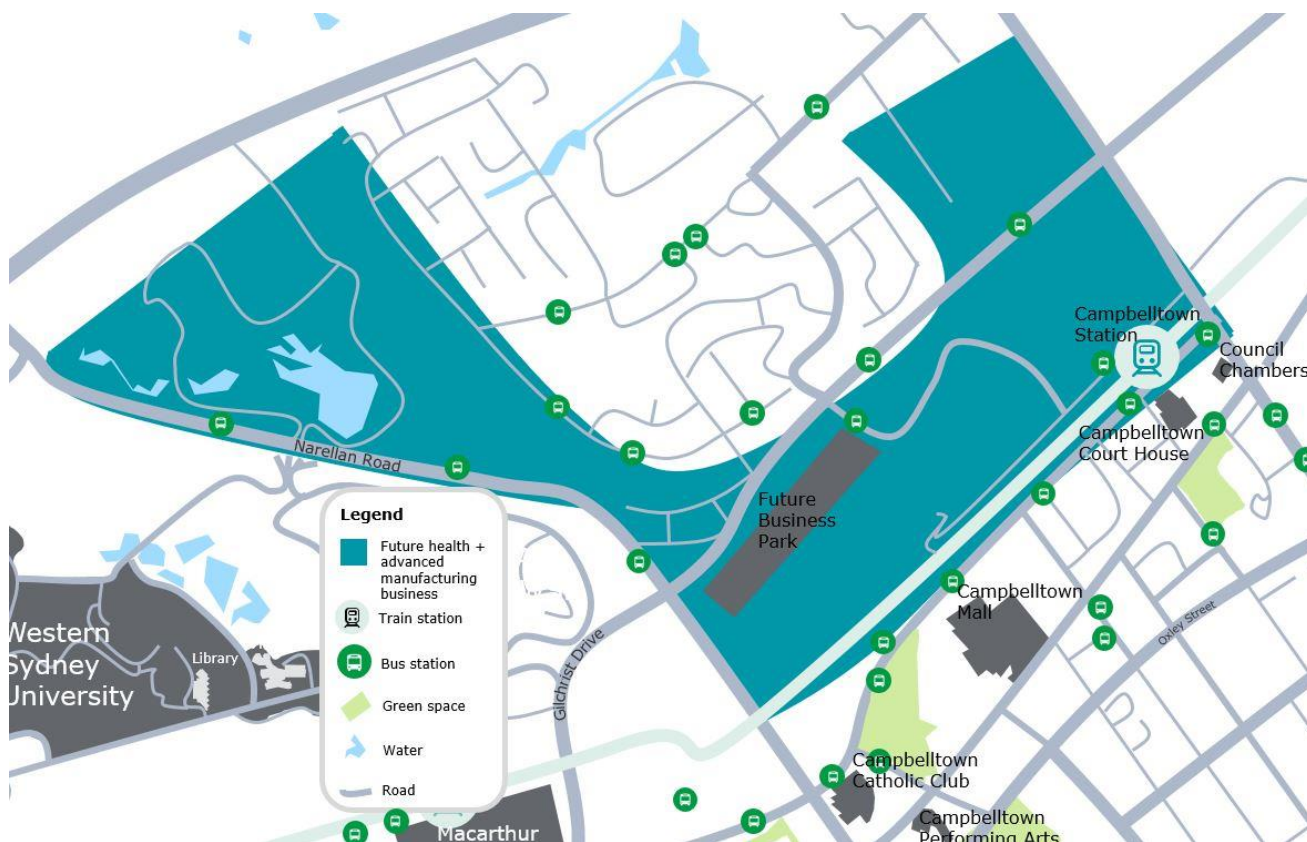 Campbelltown
Station
Council
Chambers
Campbelltown
Court House
Narellan Road
Future
Business
Park
Legend
Future health +
advanced
manufacturing
business
Train station
Bus station
Green space
Water
Road
Campbelltown
Mall
Oxley Street
Western
Sydney
University
Library
Gilchrist Drive
Campbelltown
Catholic Club
Macarthur
Campbelltown
Performing Arts